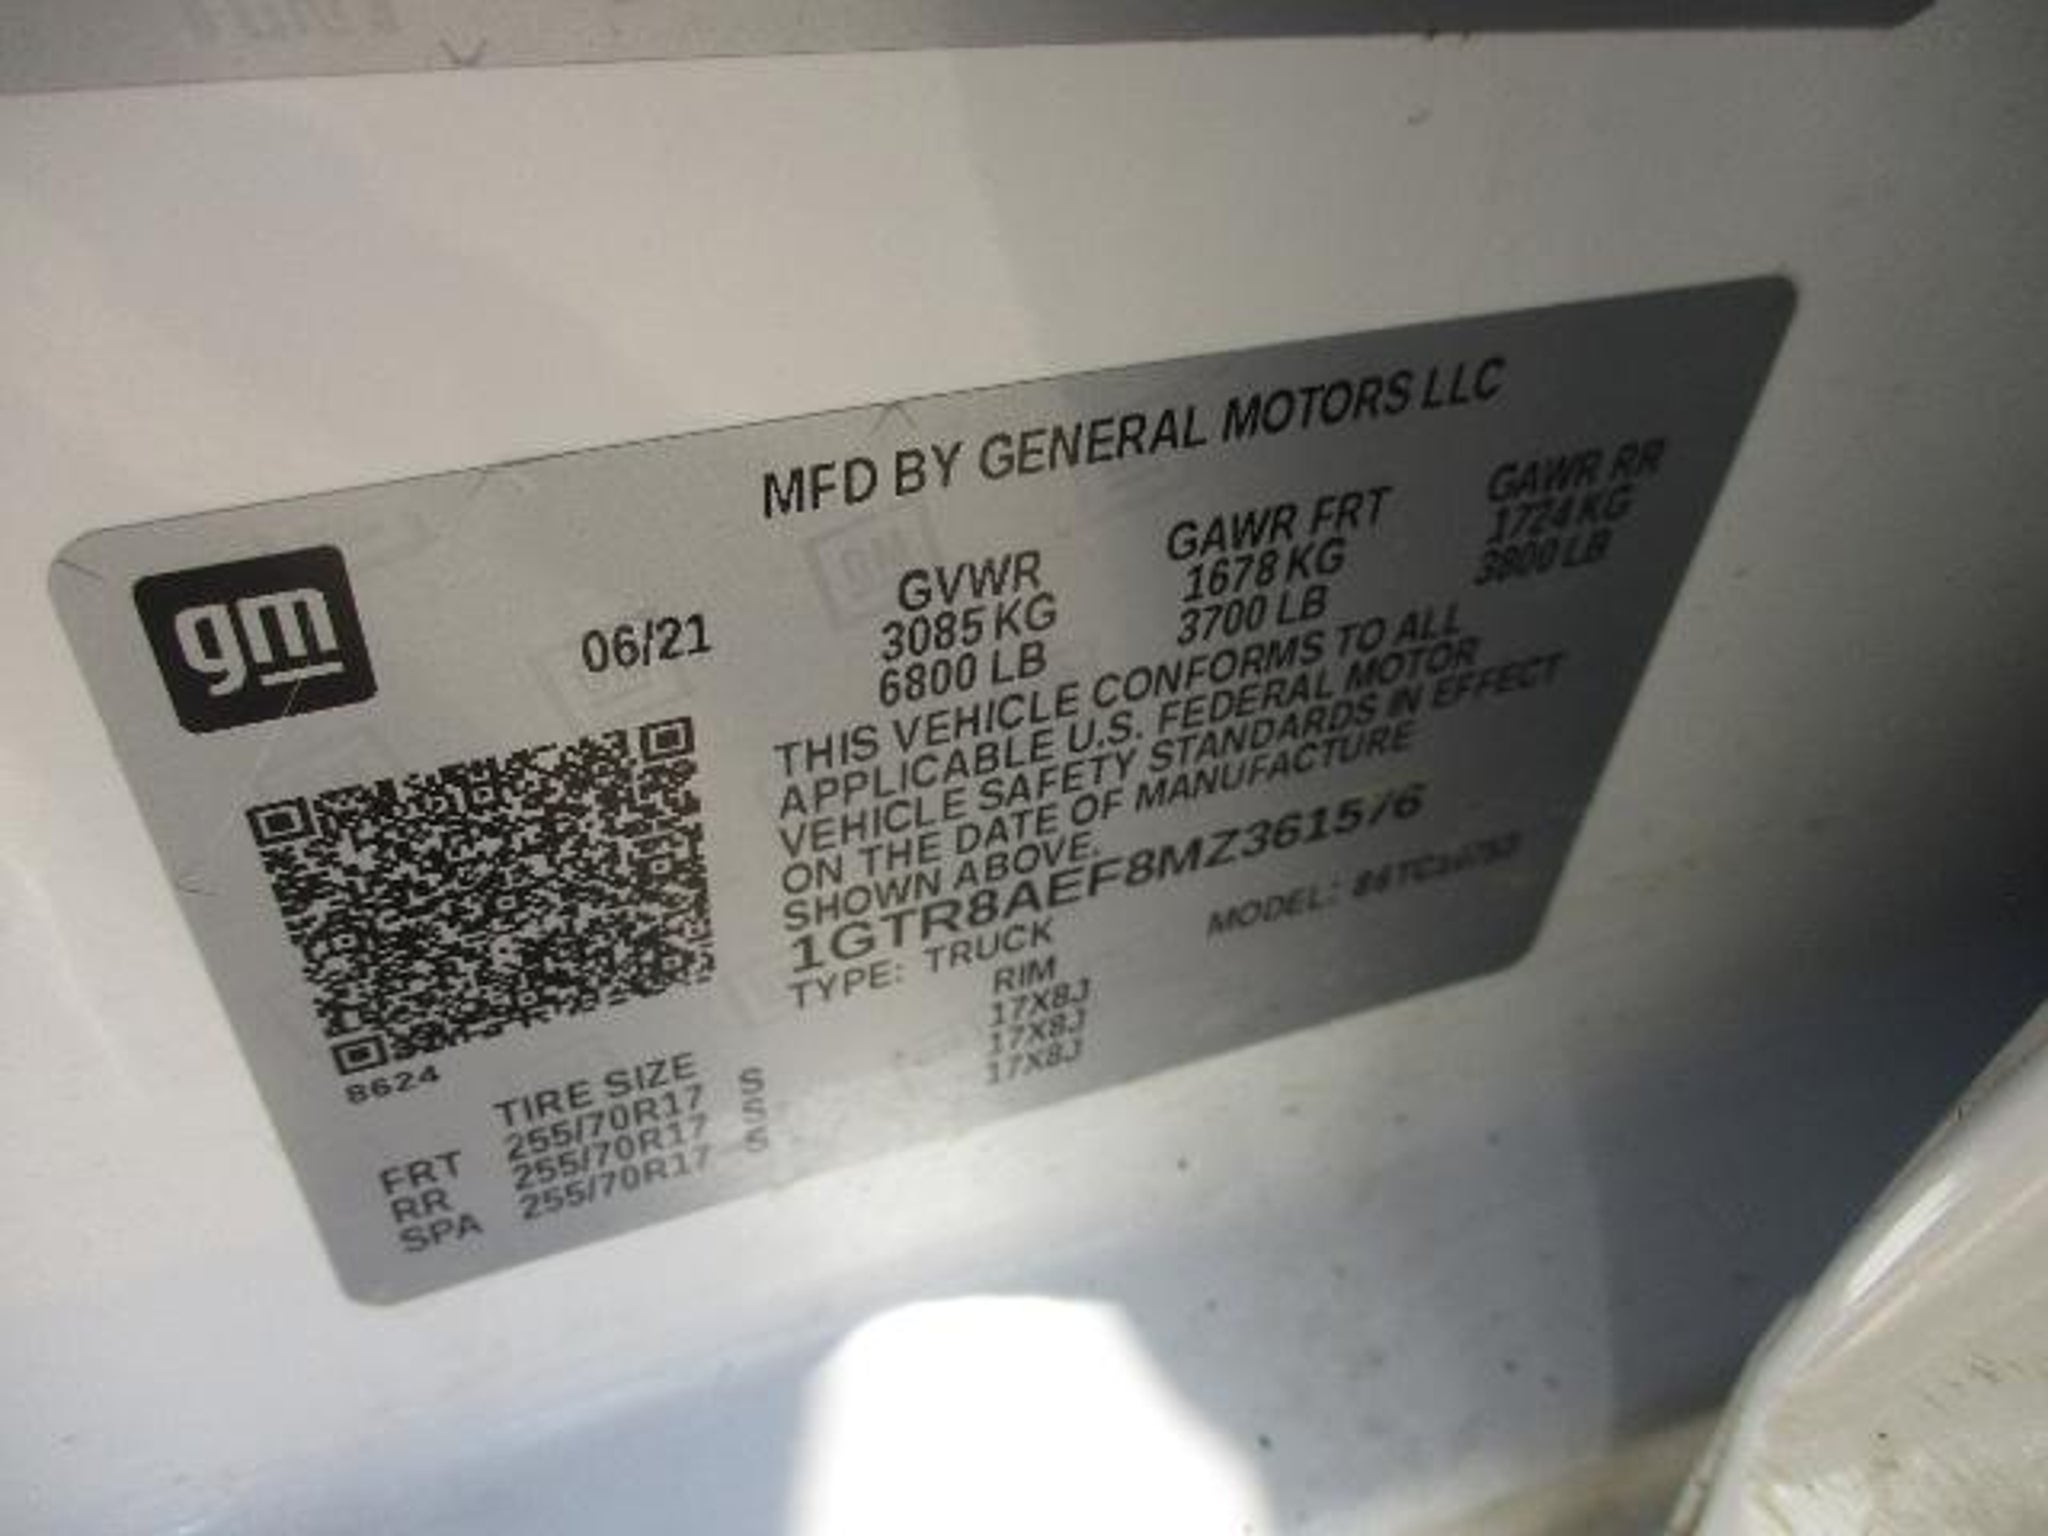 MFD BY GENERAL MOTORS LLC
gm
06/21
GVWR GAWR FRT GAWR RR
3085 KG 1678 KG 1724 KG
6800 LB 3700 LB 3800 LB
THIS VEHICLE CONFORMS TO ALL
APPLICABLE U.S. FEDERAL MOTOR
VEHICLE SAFETY STANDARDS IN EFFECT
ON THE DATE OF MANUFACTURE
SHOWN ABOVE.
1GTR8AEF8MZ361576
TYPE: TRUCK MODEL:
8624
TIRE SIZE RIM
FRT 255/70R17 S 17X8J
RR 255/70R17 S 17X8J
SPA 255/70R17 S 17X8J